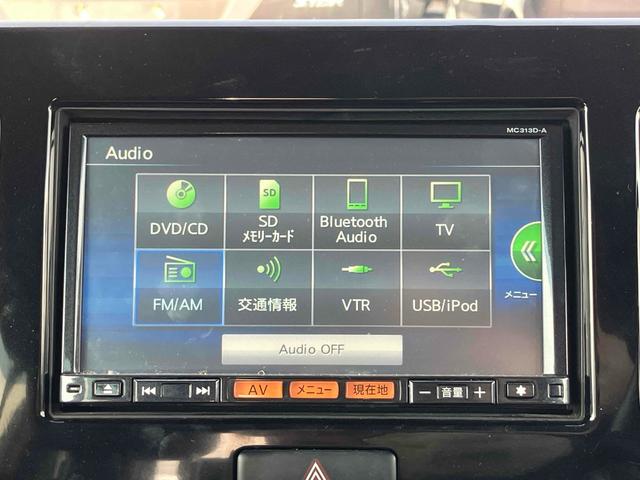 MC313D-A
Audio
DVD/CD
SD
SD
メモリーカード
Bluetooth
Audio
TV
FM/AM
交通情報
VTR
USB/iPod
メニュー
Audio OFF
AV
メニュー
現在地
音量